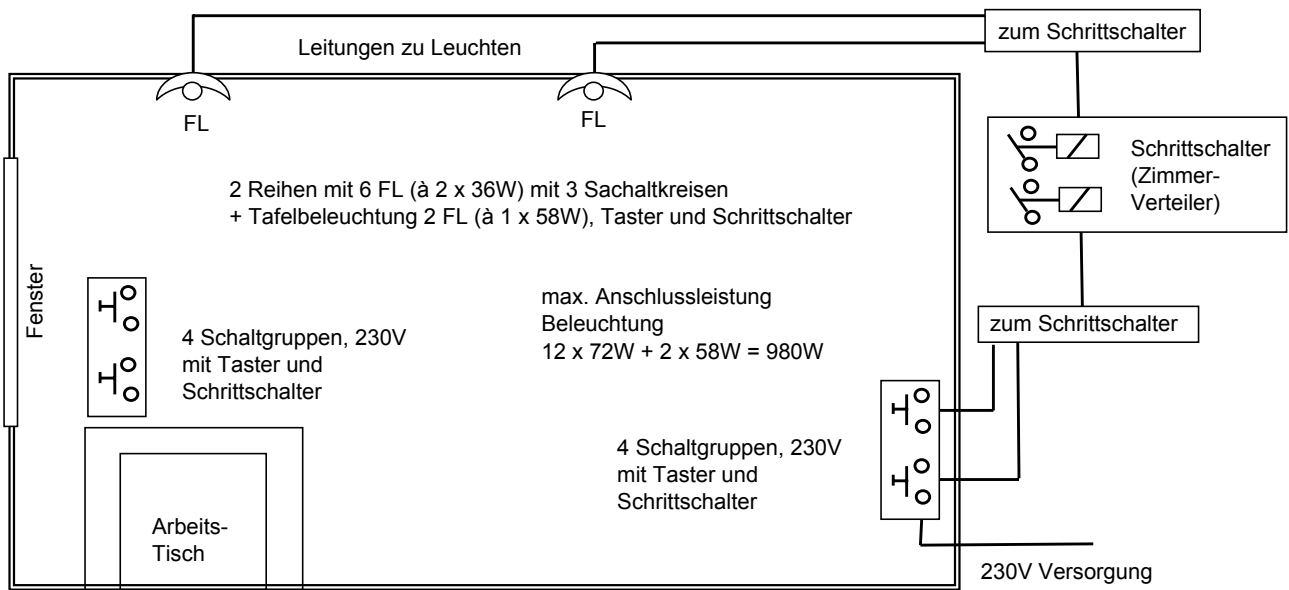 zum Schrittschalter
Leitungen zu Leuchten
FL
FL
Schrittschalter
(Zimmer-
Verteiler)
2 Reihen mit 6 FL (à 2 x 36W) mit 3 Sachaltkreisen
+ Tafelbeleuchtung 2 FL (à 1 x 58W), Taster und Schrittschalter
Fenster
max. Anschlussleistung
Beleuchtung
12 x 72W + 2 x 58W = 980W
zum Schrittschalter
4 Schaltgruppen, 230V
mit Taster und
Schrittschalter
4 Schaltgruppen, 230V
mit Taster und
Schrittschalter
Arbeits-
Tisch
230V Versorgung